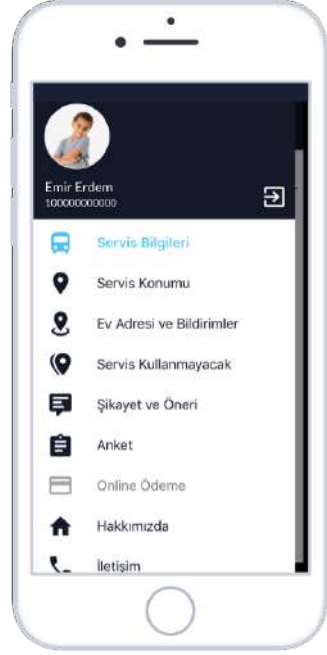 Emir Erdem
100000000000
Servis Bilgileri
Servis Konumu
Ev Adresi ve Bildirimler
Servis Kullanmayacak
Şikayet ve Öneri
Anket
Online Ödeme
Hakkımızda
İletişim